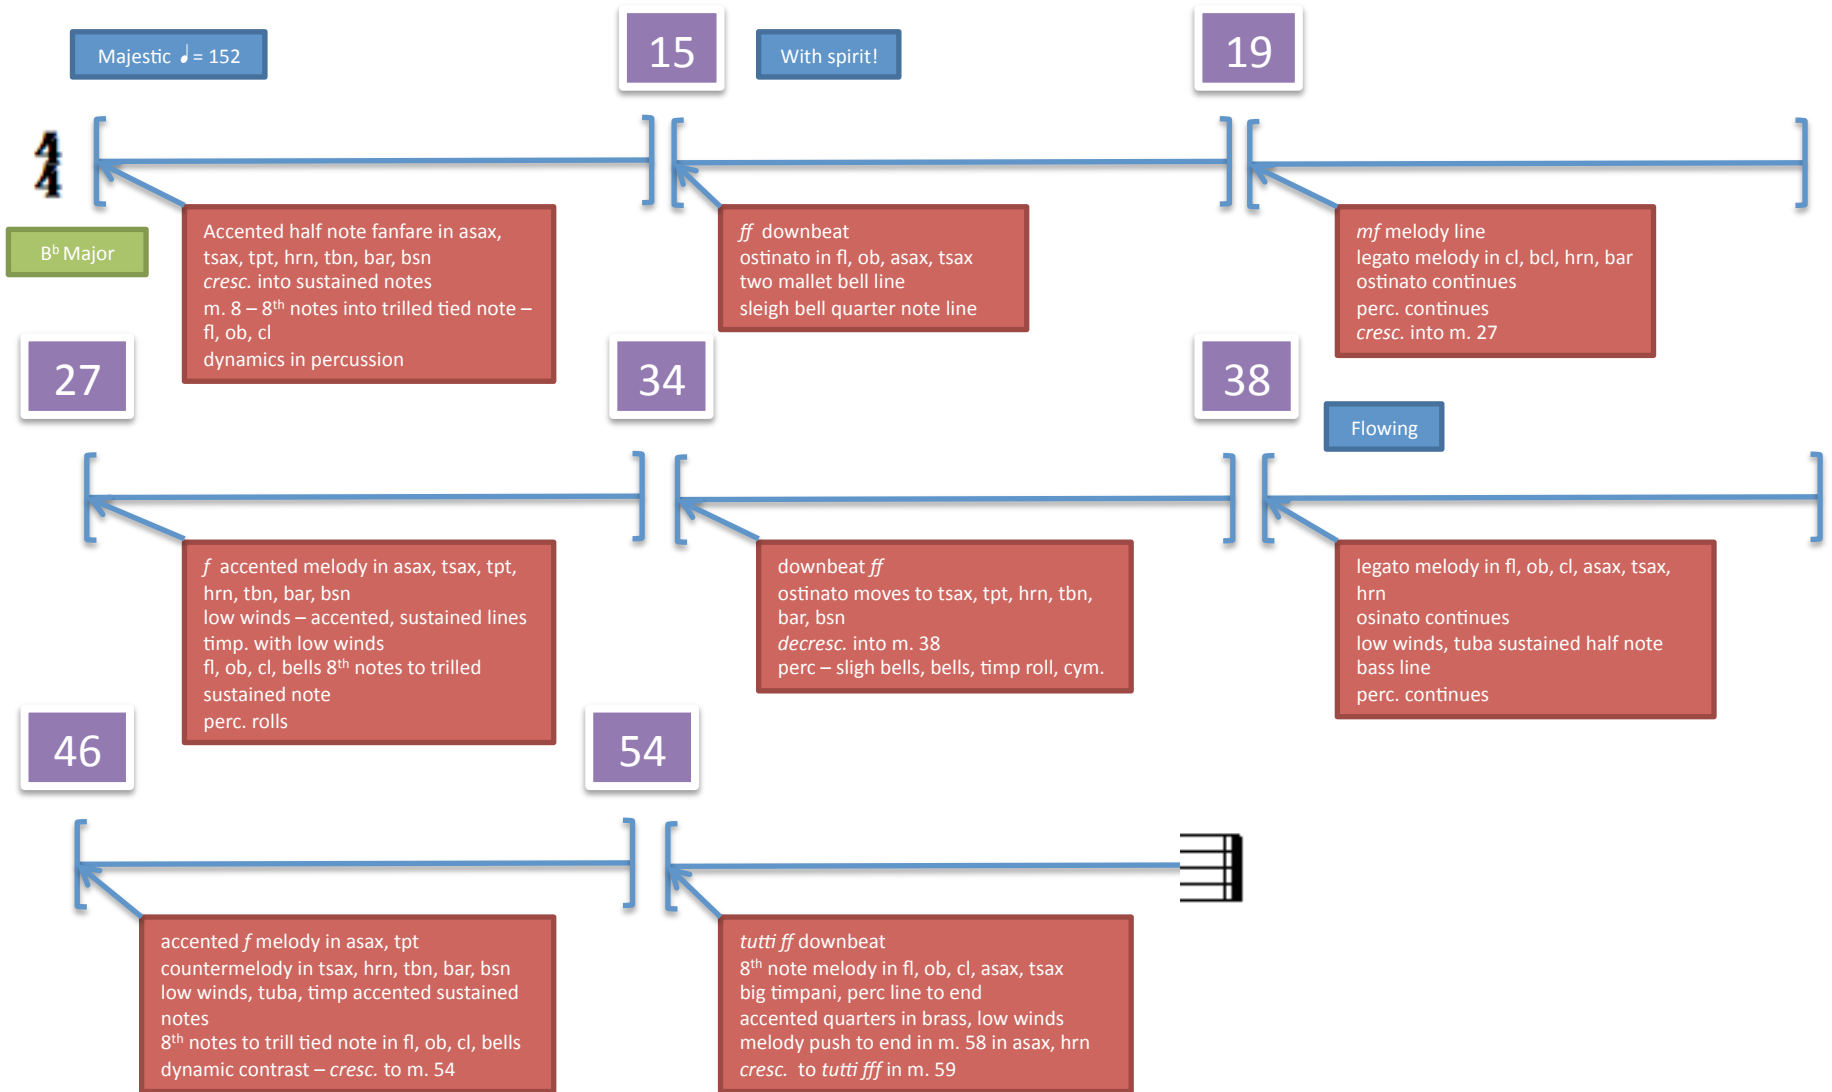 Majestic ♩ = 152
15
With spirit!
19
4
4
B♭ Major
Accented half note fanfare in asax,
tsax, tpt, hrn, tbn, bar, bsn
cresc. into sustained notes
m. 8 – 8th notes into trilled tied note –
fl, ob, cl
dynamics in percussion
ff downbeat
ostinato in fl, ob, asax, tsax
two mallet bell line
sleigh bell quarter note line
mf melody line
legato melody in cl, bcl, hrn, bar
ostinato continues
perc. continues
cresc. into m. 27
27
34
38
Flowing
f accented melody in asax, tsax, tpt,
hrn, tbn, bar, bsn
low winds – accented, sustained lines
timp. with low winds
fl, ob, cl, bells 8th notes to trilled
sustained note
perc. rolls
downbeat ff
ostinato moves to tsax, tpt, hrn, tbn,
bar, bsn
decresc. into m. 38
perc – sligh bells, bells, timp roll, cym.
legato melody in fl, ob, cl, asax, tsax,
hrn
osinato continues
low winds, tuba sustained half note
bass line
perc. continues
46
54
accented f melody in asax, tpt
countermelody in tsax, hrn, tbn, bar, bsn
low winds, tuba, timp accented sustained
notes
8th notes to trill tied note in fl, ob, cl, bells
dynamic contrast – cresc. to m. 54
tutti ff downbeat
8th note melody in fl, ob, cl, asax, tsax
big timpani, perc line to end
accented quarters in brass, low winds
melody push to end in m. 58 in asax, hrn
cresc. to tutti fff in m. 59